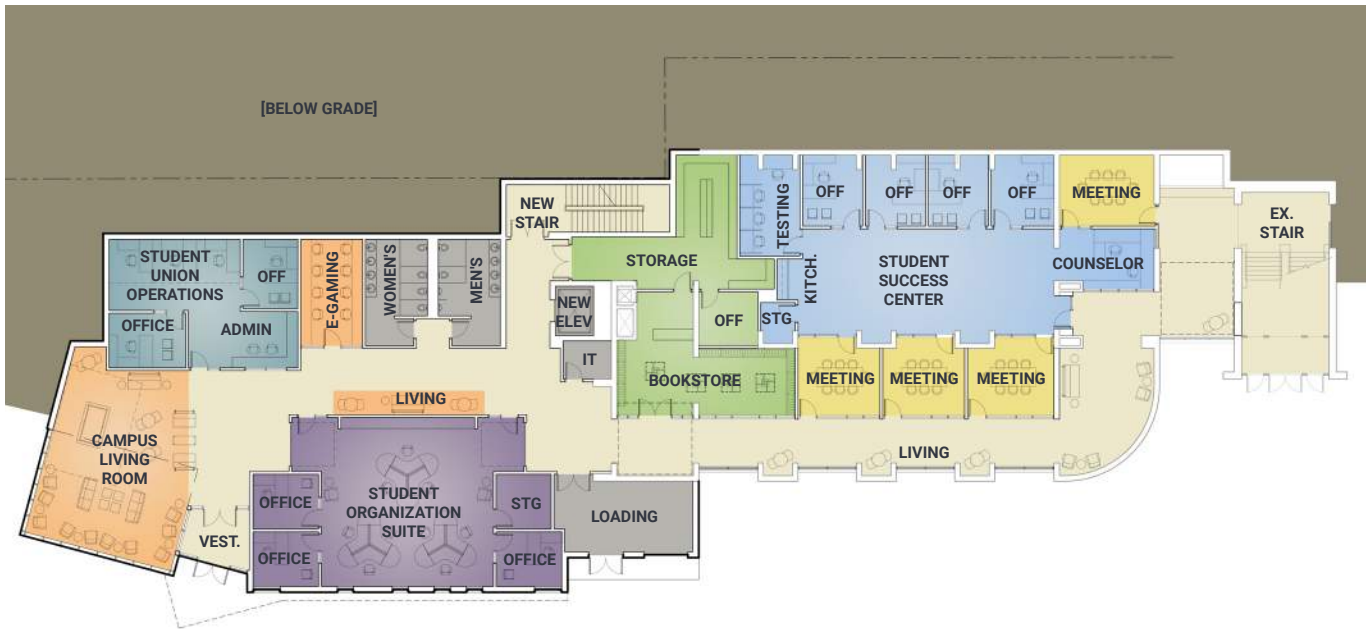 [BELOW GRADE]
NEW
STAIR
TESTING
OFF
OFF
OFF
OFF
MEETING
EX.
STAIR
STUDENT
UNION
OPERATIONS
OFF
E-GAMING
WOMEN'S
MEN'S
STORAGE
KITCH.
STUDENT
SUCCESS
CENTER
COUNSELOR
OFFICE
ADMIN
NEW
ELEV
OFF
STG
IT
BOOKSTORE
MEETING
MEETING
MEETING
LIVING
CAMPUS
LIVING
ROOM
LIVING
OFFICE
STUDENT
ORGANIZATION
SUITE
STG
LOADING
VEST.
OFFICE
OFFICE